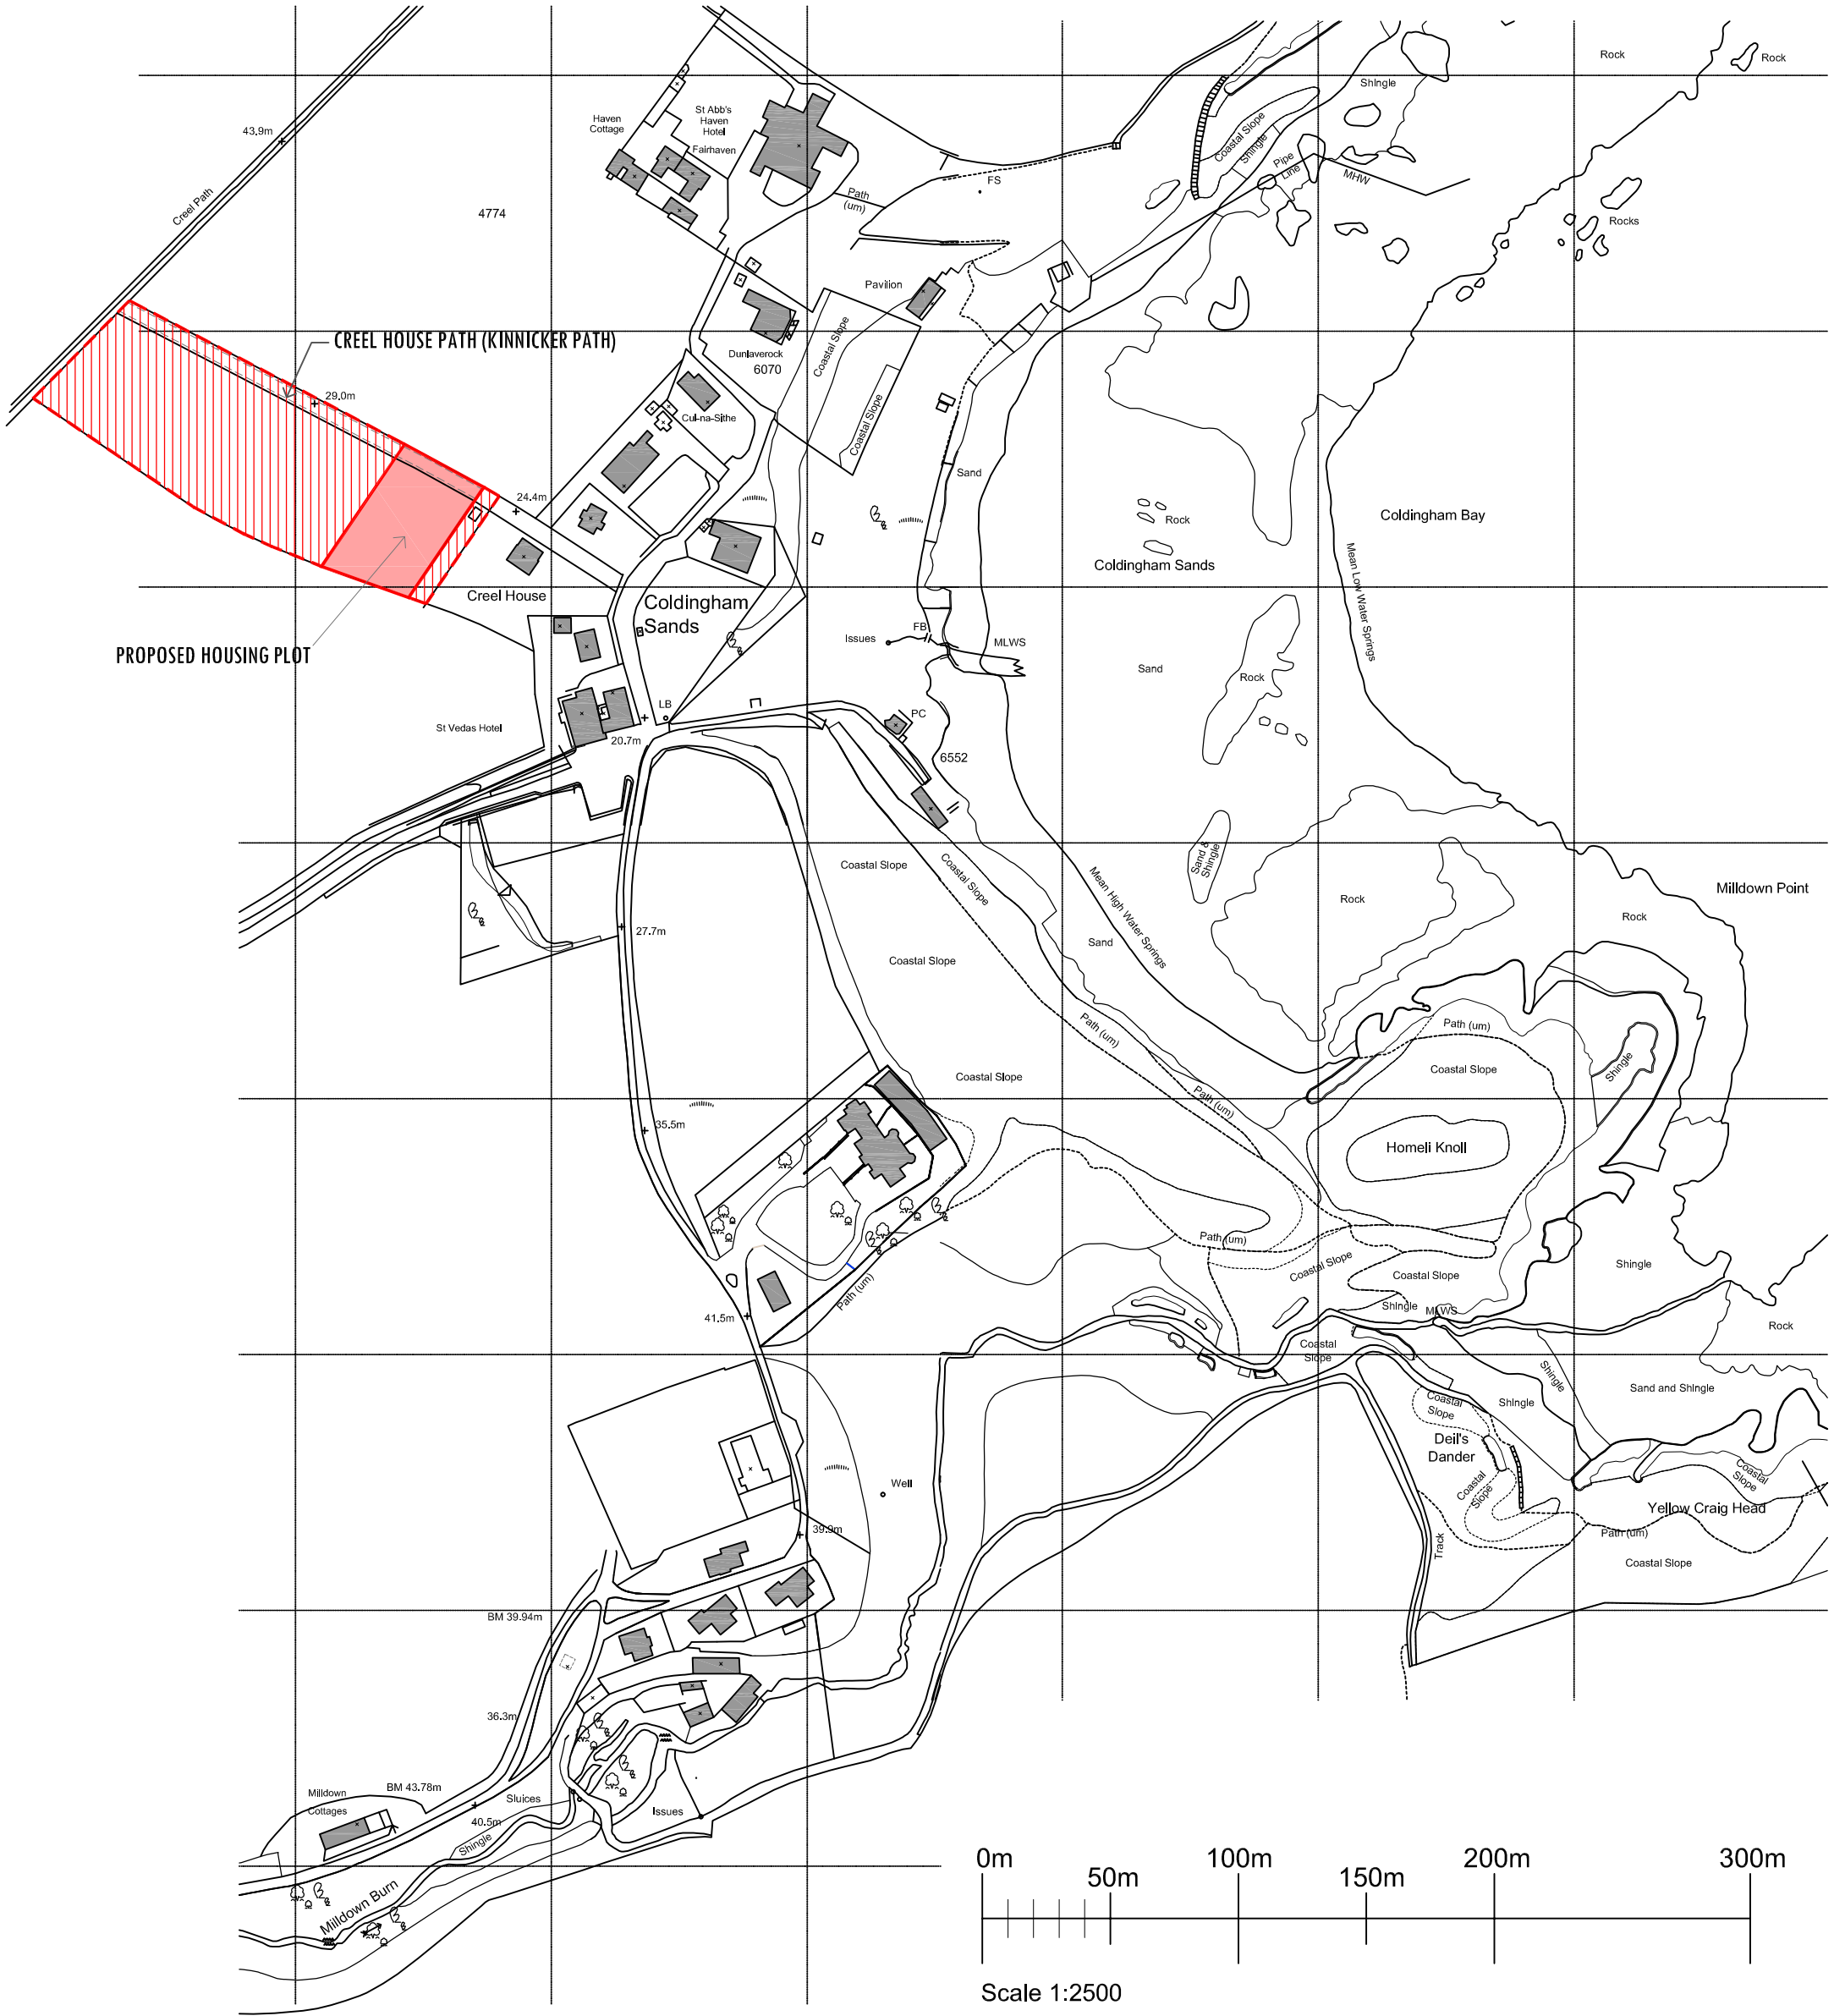 Rock
Rock
Shingle
43.9m
St Abb's
Haven
Hotel
Haven
Cottage
Fairhaven
Coastal Slope
Shingle
Pipe
Line
MHW
FS
Path
(um)
Creel Path
4774
Rocks
Pavilion
CREEL HOUSE PATH (KINNICKER PATH)
Coastal Slope
Dunlaverock
6070
29.0m
Cul-na-Sithe
Coastal Slope
Sand
24.4m
Rock
Coldingham Bay
Coldingham Sands
Mean Low Water Springs
Creel House
Coldingham
Sands
FB
Issues
MLWS
PROPOSED HOUSING PLOT
Sand
Rock
LB
PC
St Vedas Hotel
20.7m
6552
Sand &
Shingle
Coastal Slope
Coastal Slope
Milldown Point
Rock
Rock
Mean High Water Springs
27.7m
Sand
Coastal Slope
Path (um)
Path (um)
Coastal Slope
Coastal Slope
Shingle
Path (um)
35.5m
Homeli Knoll
Path (um)
Coastal Slope
Coastal Slope
Shingle
Path (um)
Shingle
MLWS
41.5m
Rock
Coastal
Slope
Shingle
Sand and Shingle
Coastal
Slope
Shingle
Deil's
Dander
Coastal
Slope
Coastal
Slope
Well
Yellow Craig Head
39.9m
Track
Path (um)
Coastal Slope
BM 39.94m
36.3m
Milldown
Cottages
BM 43.78m
Sluices
40.5m
Issues
Shingle
Milldown Burn
0m
50m
100m
150m
200m
300m
Scale 1:2500